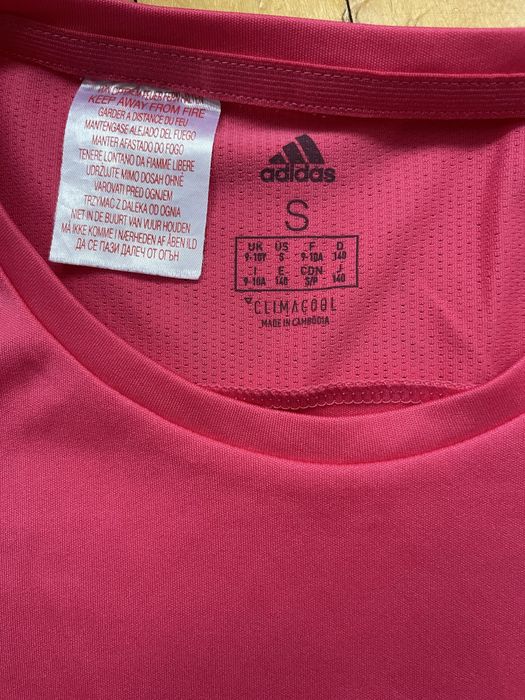 KEEP AWAY FROM FIRE
GARDER A DISTANCE DU FEU
MANTENGASE ALEJADO DEL FUEGO
MANTER AFASTADO DO FOGO
TENERE LONTANO DA FIAMME LIBERE
UDRŽUJTE MIMO DOSAH OHNĚ
VAROVATI PRED OGNJEM
TRZYMAĆ Z DALEKA OD OGNIA
NIET IN DE BUURT VAN VUUR HOUDEN
MÅ IKKE KOMME I NÆRHEDEN AF ÅBEN ILD
ДА СЕ ПАЗИ ДАЛЕЧ ОТ ОГЪН
adidas
S
UK US F D
9-10Y S 9-10A 140
I E CDN J
9-10A 140 S/P 140
CLIMACOOL
MADE IN CAMBODIA